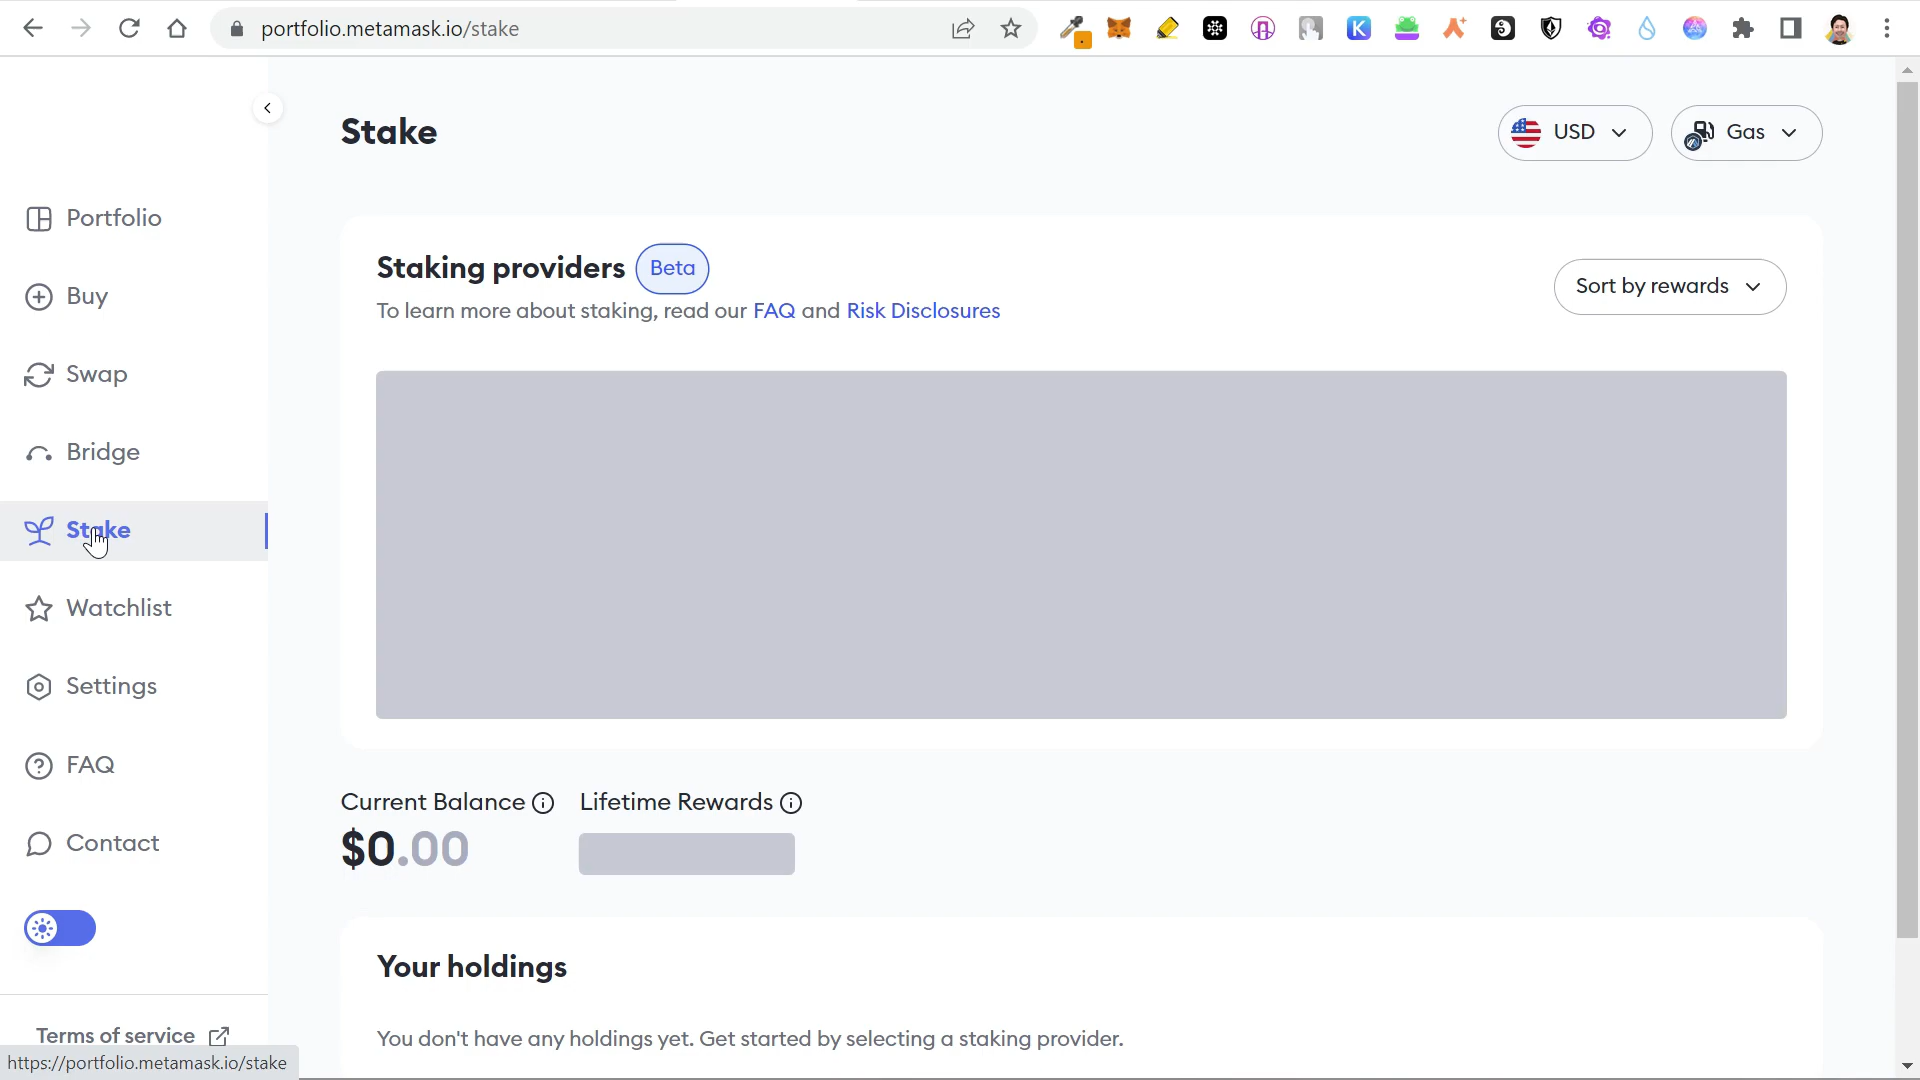 portfolio.metamask.io/stake
Stake
USD
Gas
Portfolio
Buy
Swap
Bridge
Stake
Watchlist
Settings
FAQ
Contact
Terms of service
https://portfolio.metamask.io/stake
Staking providers Beta
To learn more about staking, read our FAQ and Risk Disclosures
Sort by rewards
K
Current Balance
Lifetime Rewards
$0.00
Your holdings
You don't have any holdings yet. Get started by selecting a staking provider.